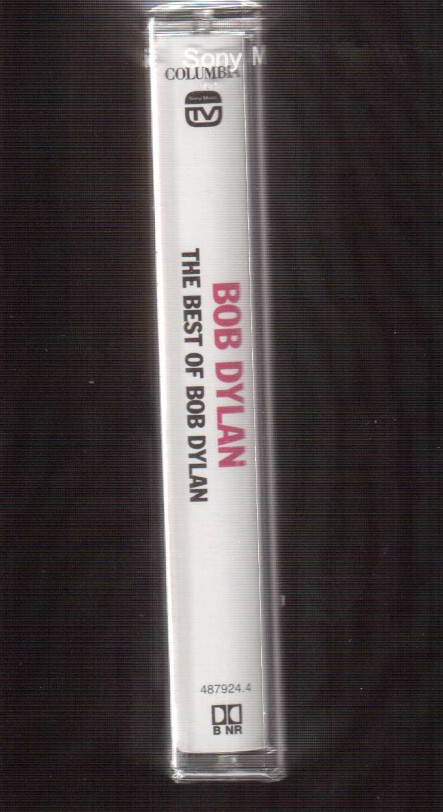 Sony M
COLUMBIA
Sony Music
TV
BOB DYLAN
THE BEST OF BOB DYLAN
487924.4
B NR